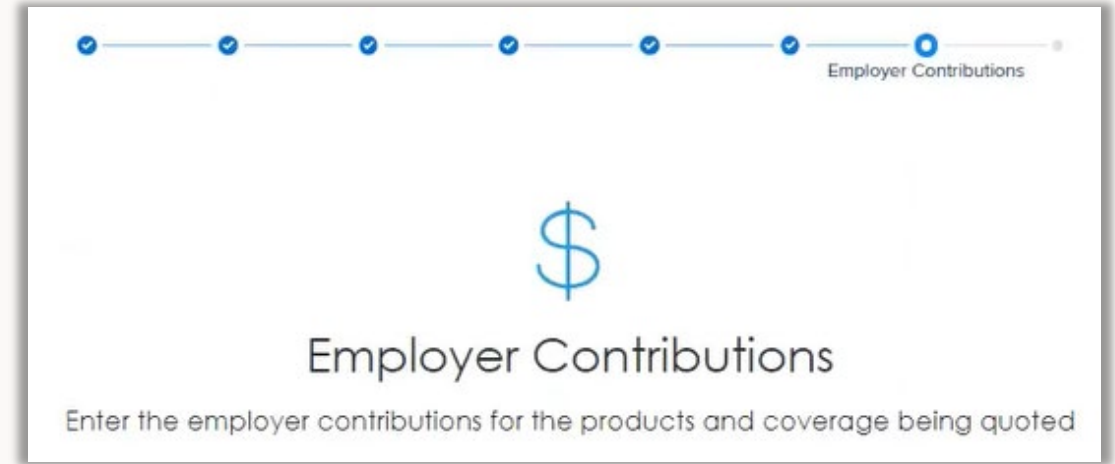 Employer Contributions
$
Employer Contributions
Enter the employer contributions for the products and coverage being quoted